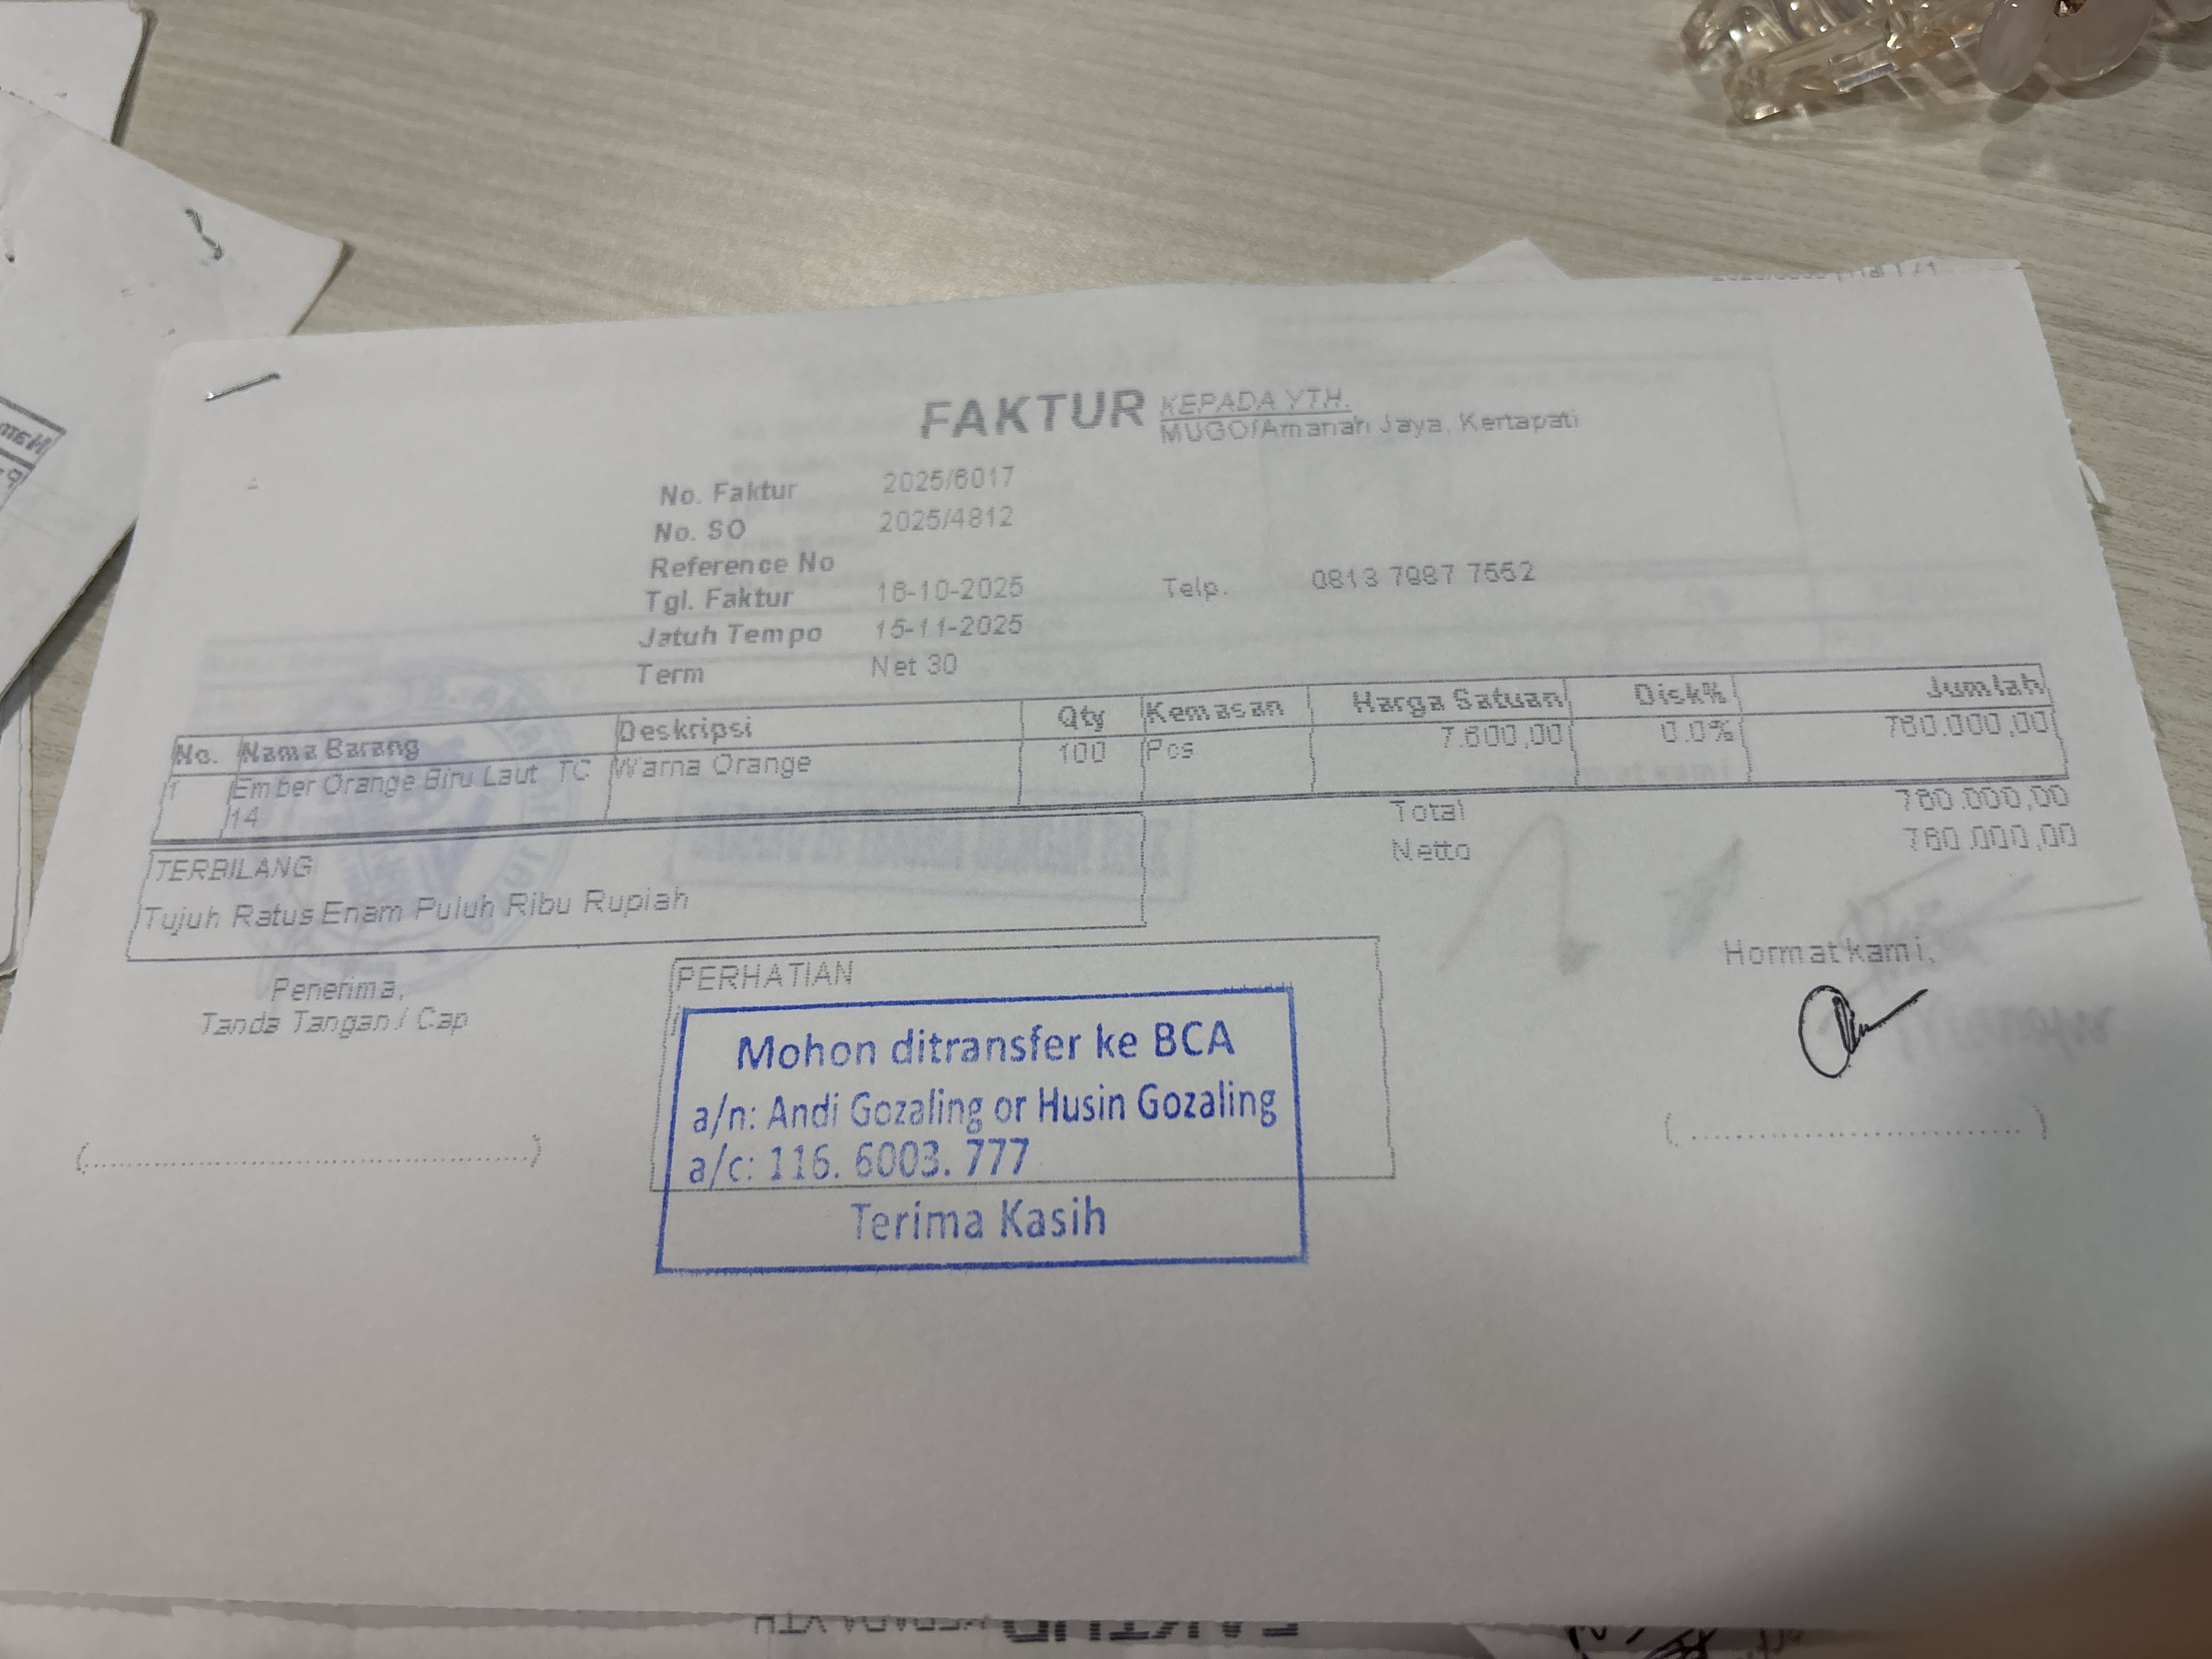 FAKTUR
KEPADA YTH.
MUGO/Amanah Jaya, Kertapati
No. Faktur 2025/6017
No. SO 2025/4812
Reference No
Tgl. Faktur 16-10-2025
Telp. 0813 7987 7552
Jatuh Tempo 15-11-2025
Term Net 30
No. Nama Barang Deskripsi Qty Kemasan Harga Satuan Disk% Jumlah
1 Ember Orange Biru Laut TC Warna Orange 100 Pcs 7.600,00 0.0% 760.000,00
14
Total 760.000,00
Netto 760.000,00
TERBILANG
Tujuh Ratus Enam Puluh Ribu Rupiah
Penerima,
Tanda Tangan / Cap
PERHATIAN
Hormat kami,
Mohon ditransfer ke BCA
a/n: Andi Gozaling or Husin Gozaling
a/c: 116. 6003. 777
Terima Kasih
(..............................................)
(..................................)